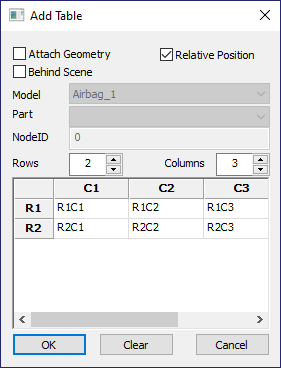 Add Table
Attach Geometry Relative Position
Behind Scene
Model Airbag_1
Part
NodeID 0
Rows 2 Columns 3
C1 C2 C3
R1 R1C1 R1C2 R1C3
R2 R2C1 R2C2 R2C3
OK Clear Cancel